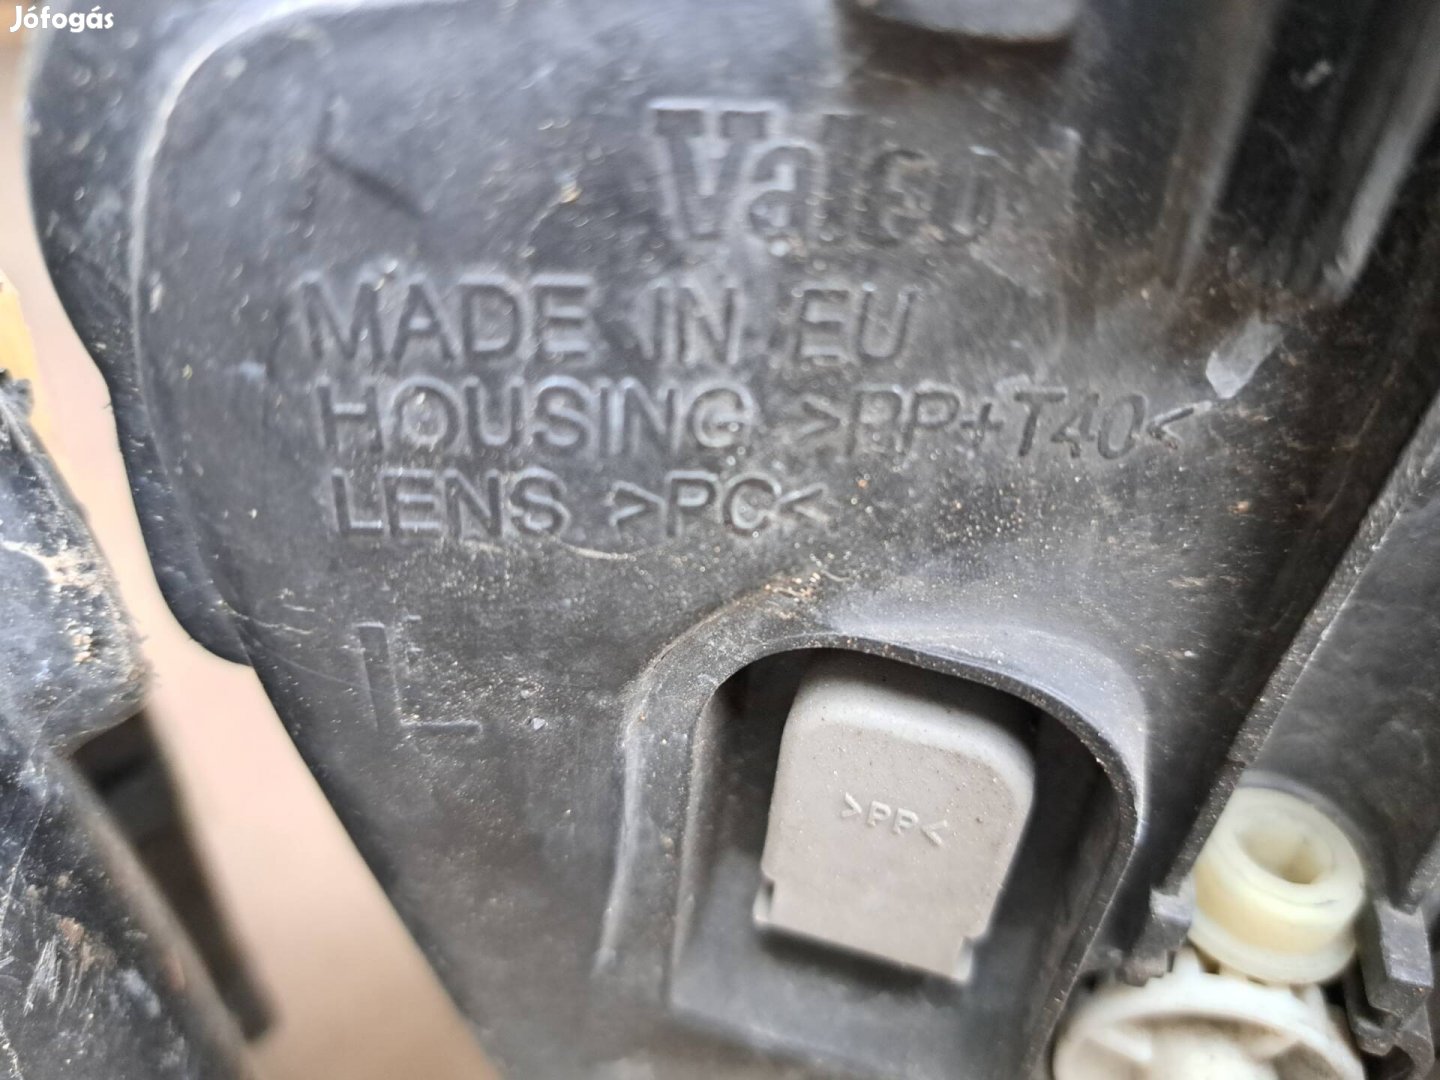 Jófogás
Valeo
MADE IN EU
HOUSING >PP+T40<
LENS >PC<
L
>PP<